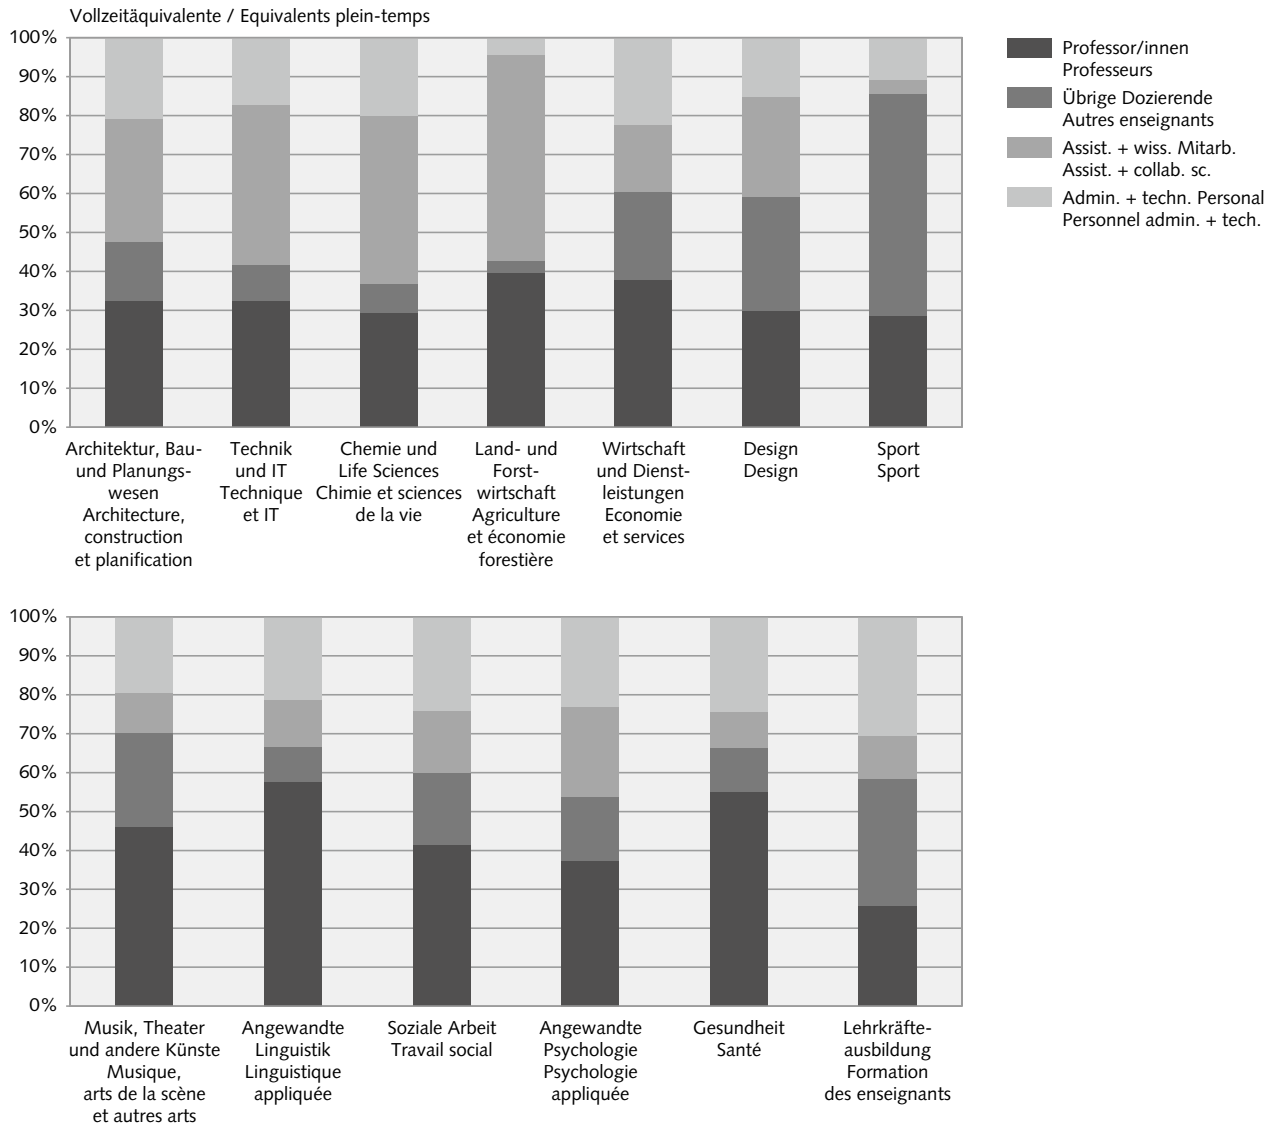 Vollzeitäquivalente / Equivalents plein-temps
100%
90%
80%
70%
60%
50%
40%
30%
20%
10%
0%
Architektur, Bau-
und Planungs-
wesen
Architecture,
construction
et planification
Technik
und IT
Technique
et IT
Chemie und
Life Sciences
Chimie et sciences
de la vie
Land- und
Forst-
wirtschaft
Agriculture
et économie
forestière
Wirtschaft
und Dienst-
leistungen
Economie
et services
Design
Design
Sport
Sport
Professor/innen
Professeurs
Übrige Dozierende
Autres enseignants
Assist. + wiss. Mitarb.
Assist. + collab. sc.
Admin. + techn. Personal
Personnel admin. + tech.
100%
90%
80%
70%
60%
50%
40%
30%
20%
10%
0%
Musik, Theater
und andere Künste
Musique,
arts de la scène
et autres arts
Angewandte
Linguistik
Linguistique
appliquée
Soziale Arbeit
Travail social
Angewandte
Psychologie
Psychologie
appliquée
Gesundheit
Santé
Lehrkräfte-
ausbildung
Formation
des enseignants